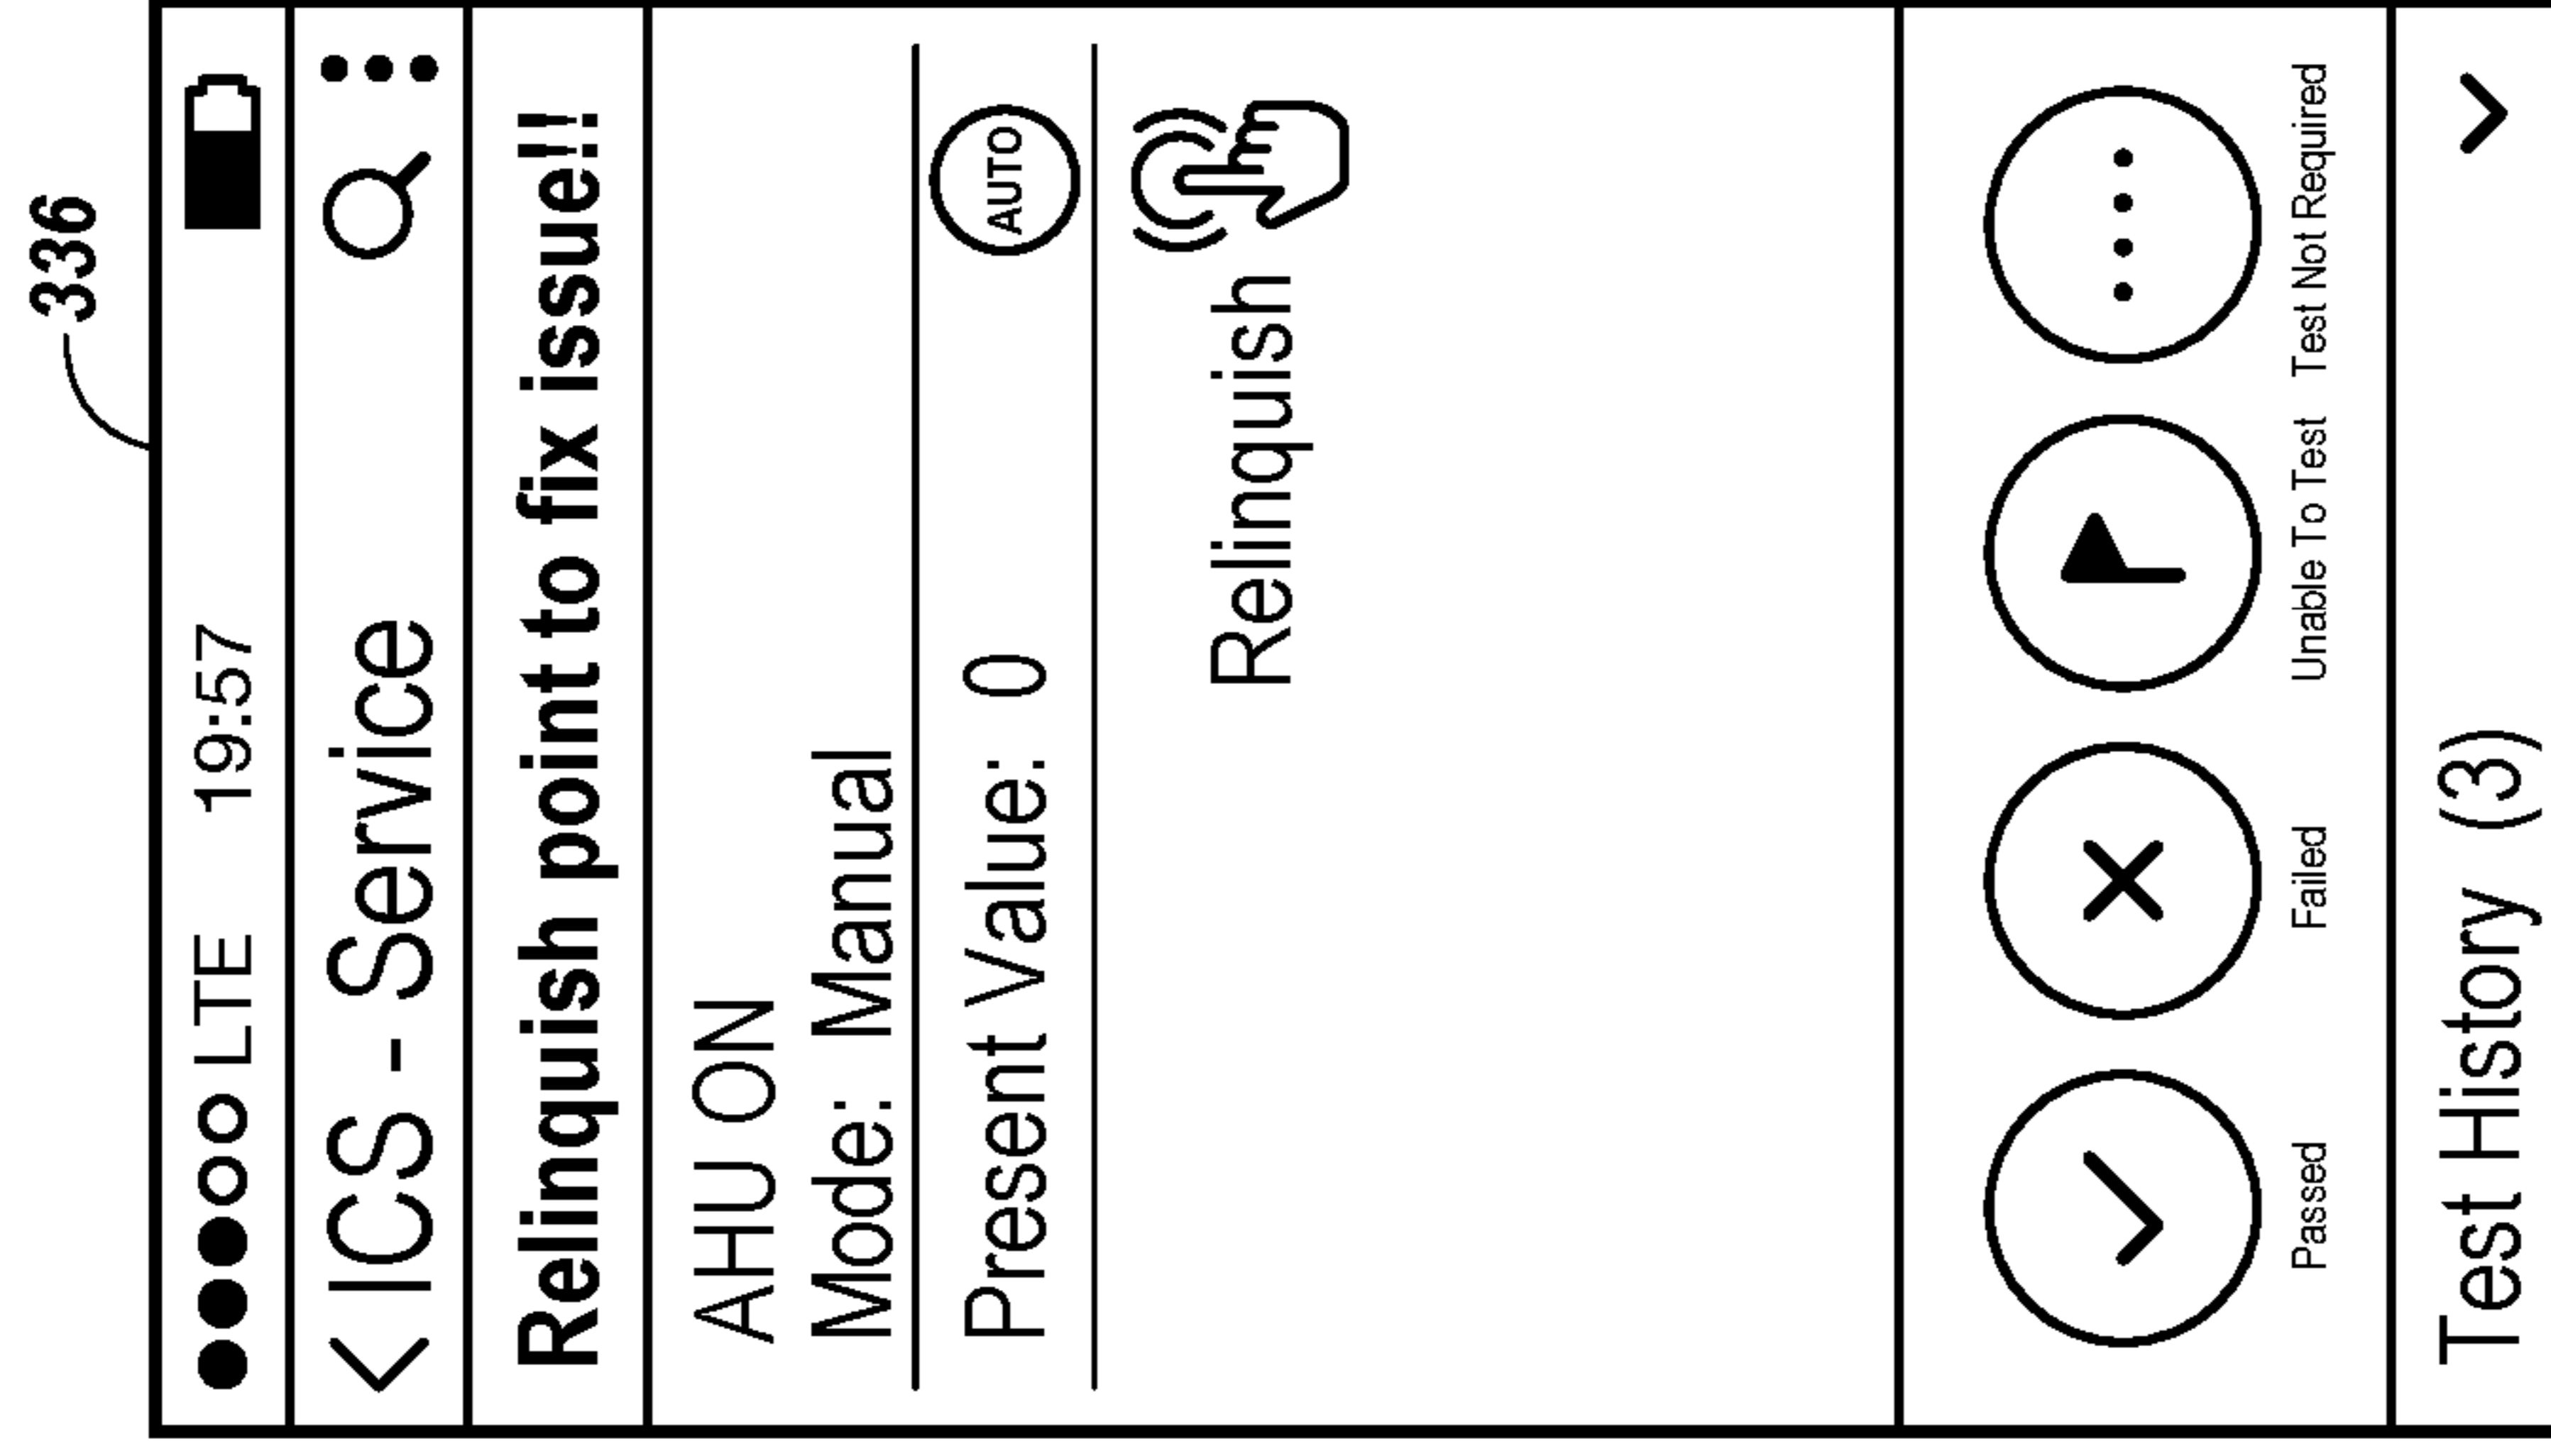 336
LTE 19:57
ICS - Service
Relinquish point to fix issue!!
AHU ON
Mode: Manual
Present Value: 0 AUTO
Relinquish
Passed Failed Unable To Test Test Not Required
Test History (3)